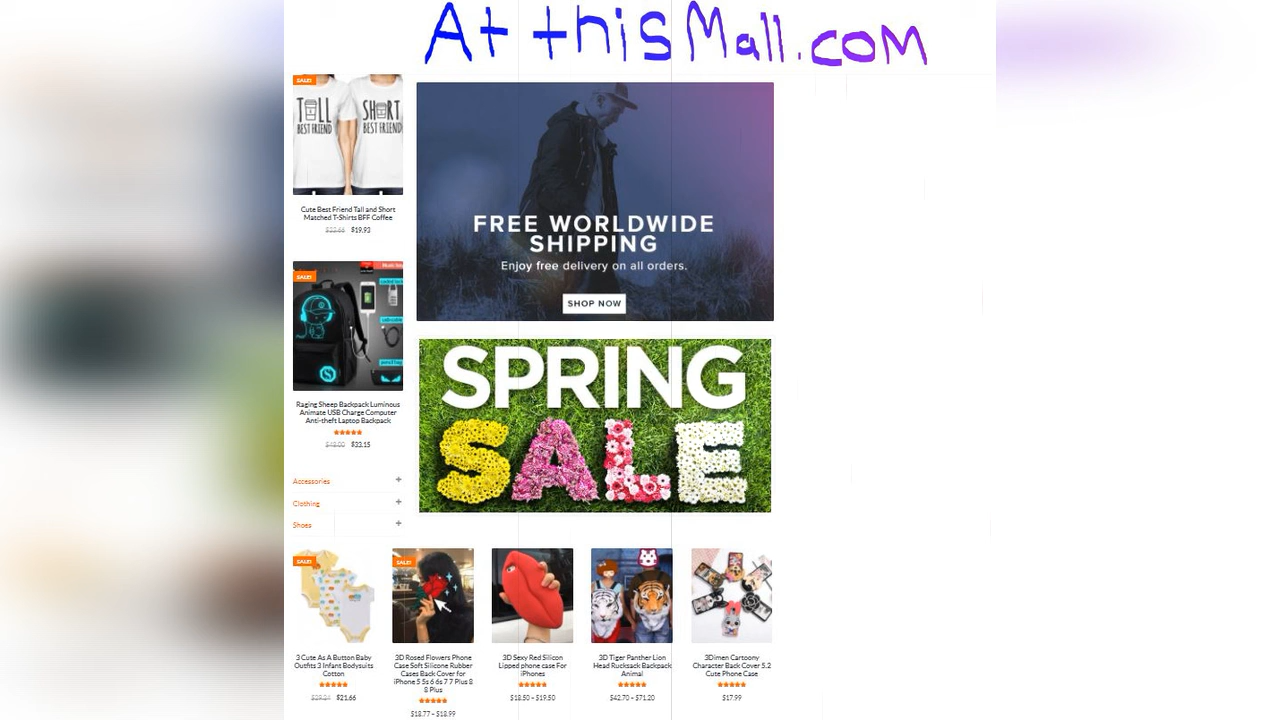 At thisMall.com
SALE!
TALL
BEST FRIEND
SHORT
BEST FRIEND
Cute Best Friend Tall and Short
Matched T-Shirts BFF Coffee
$19.93
SALE!
Raging Sheep Backpack Luminous
Animate USB Charge Computer
Anti-theft Laptop Backpack
$48.00 $33.15
Accessories +
Clothing +
Shoes +
FREE WORLDWIDE
SHIPPING
Enjoy free delivery on all orders.
SHOP NOW
SPRING
SALE
SALE!
3 Cute As A Button Baby
Outfits 3 Infant Bodysuits
Cotton
$21.66
SALE!
3D Rosed Flowers Phone
Case Soft Silicone Rubber
Cases Back Cover for
iPhone 5 5s 6 6s 7 7 Plus 8
8 Plus
$18.77 – $18.99
3D Sexy Red Silicon
Lipped phone case For
iPhones
$18.50 – $19.50
3D Tiger Panther Lion
Head Rucksack Backpack
Animal
$42.70 – $71.20
3Dimen Cartoony
Character Back Cover 5.2
Cute Phone Case
$17.99